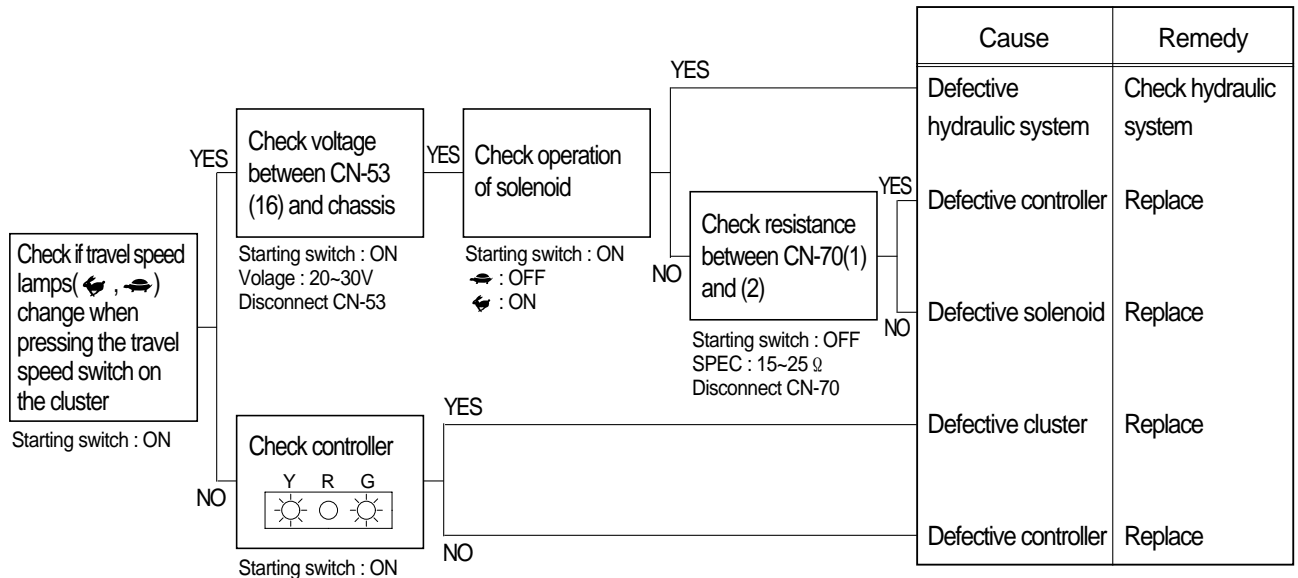 Check if travel speed
lamps( , )
change when
pressing the travel
speed switch on
the cluster
Starting switch : ON
YES
Check voltage
between CN-53
(16) and chassis
Starting switch : ON
Volage : 20~30V
Disconnect CN-53
YES
Check operation
of solenoid
Starting switch : ON
: OFF
: ON
YES
NO
Check resistance
between CN-70(1)
and (2)
Starting switch : OFF
SPEC : 15~25 Ω
Disconnect CN-70
YES
NO
NO
Check controller
Y R G
Starting switch : ON
YES
NO
Cause Remedy
Defective Check hydraulic
hydraulic system system
Defective controller Replace
Defective solenoid Replace
Defective cluster Replace
Defective controller Replace